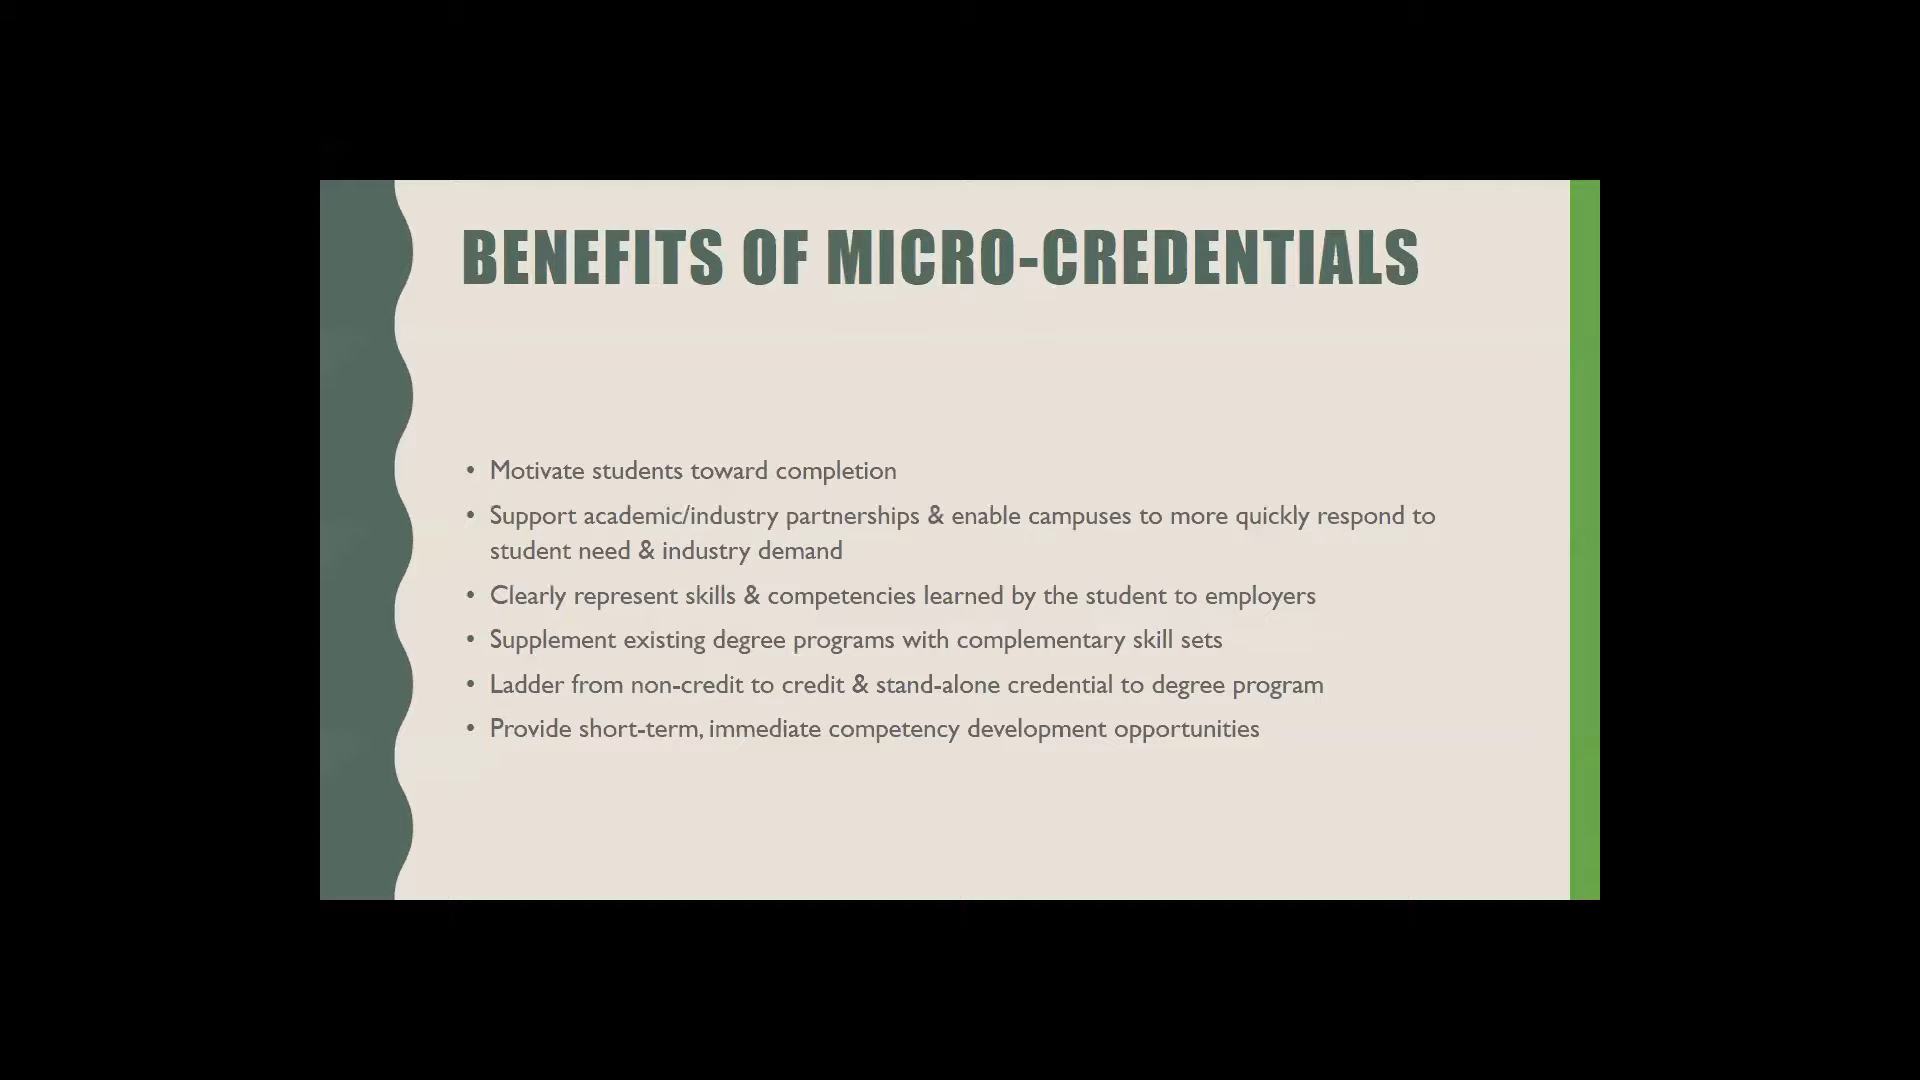 BENEFITS OF MICRO-CREDENTIALS
• Motivate students toward completion
• Support academic/industry partnerships & enable campuses to more quickly respond to
student need & industry demand
• Clearly represent skills & competencies learned by the student to employers
• Supplement existing degree programs with complementary skill sets
• Ladder from non-credit to credit & stand-alone credential to degree program
• Provide short-term, immediate competency development opportunities